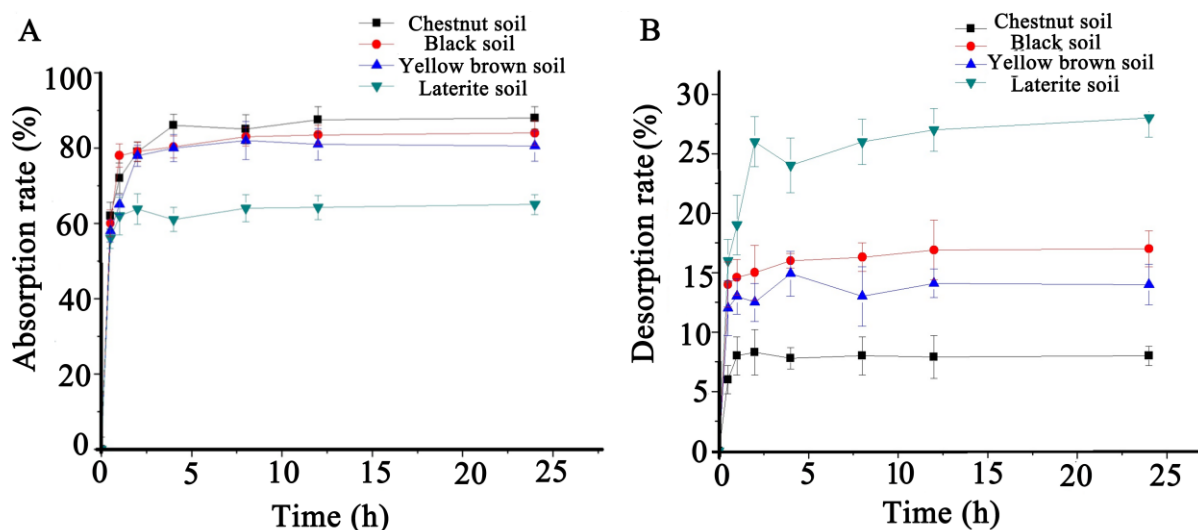 A
Chestnut soil
Black soil
Yellow brown soil
Laterite soil
Absorption rate (%)
100
80
60
40
20
0
0 5 10 15 20 25
Time (h)
B
Chestnut soil
Black soil
Yellow brown soil
Laterite soil
Desorption rate (%)
30
25
20
15
10
5
0
0 5 10 15 20 25
Time (h)